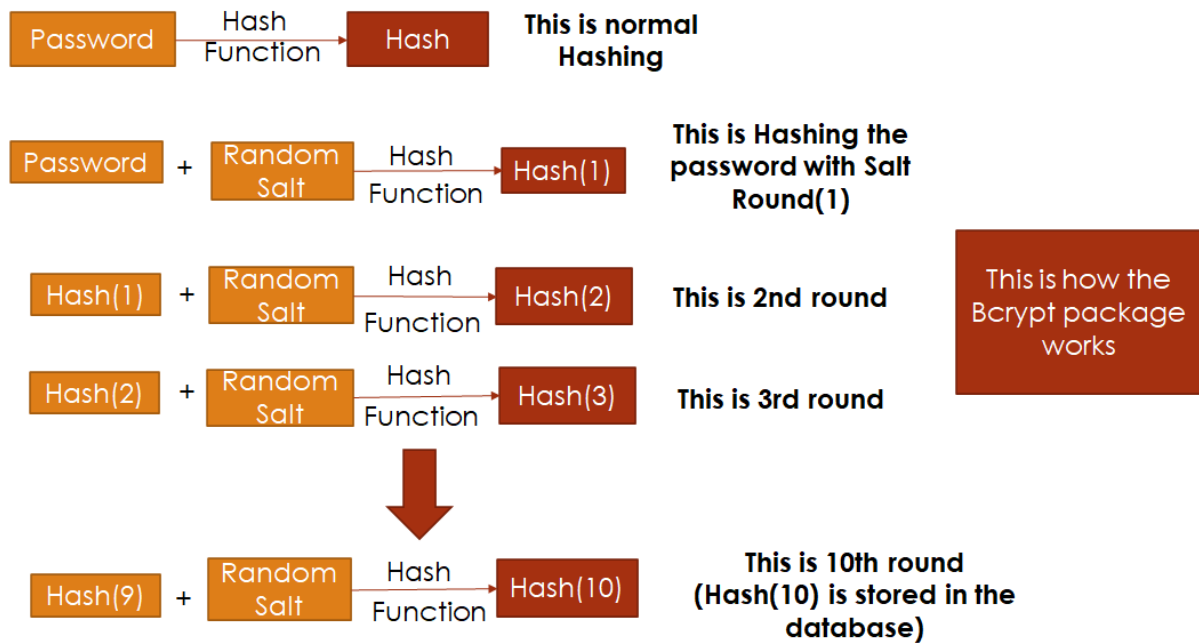 Password
Hash
Function
Hash
This is normal
Hashing
Password
+
Random
Salt
Hash
Function
Hash(1)
This is Hashing the
password with Salt
Round(1)
Hash(1)
+
Random
Salt
Hash
Function
Hash(2)
This is 2nd round
Hash(2)
+
Random
Salt
Hash
Function
Hash(3)
This is 3rd round
This is how the
Bcrypt package
works
Hash(9)
+
Random
Salt
Hash
Function
Hash(10)
This is 10th round
(Hash(10) is stored in the
database)